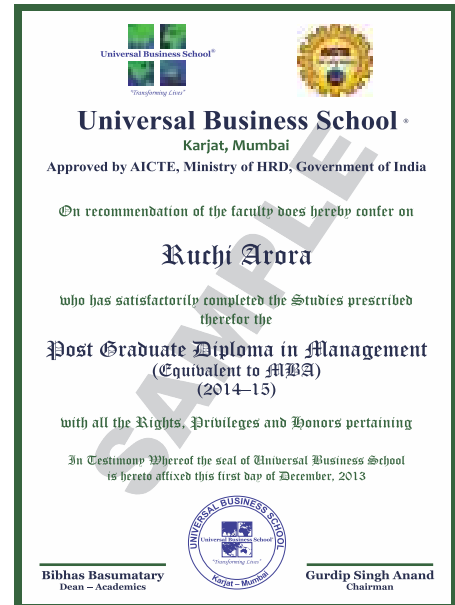 Universal Business School®
"Transforming Lives"
Universal Business School ®
Karjat, Mumbai
Approved by AICTE, Ministry of HRD, Government of India
On recommendation of the faculty does hereby confer on
Ruchi Arora
who has satisfactorily completed the Studies prescribed
therefor the
Post Graduate Diploma in Management
(Equivalent to MBA)
(2014–15)
with all the Rights, Privileges and Honors pertaining
In Testimony Whereof the seal of Universal Business School
is hereto affixed this first day of December, 2013
SAMPLE
UNIVERSAL BUSINESS SCHOOL
Universal Business School
"Transforming Lives"
Karjat – Mumbai
Bibhas Basumatary
Dean – Academics
Gurdip Singh Anand
Chairman